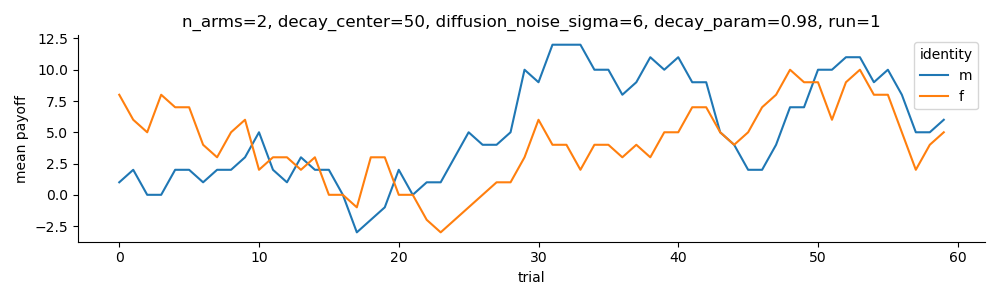 n_arms=2, decay_center=50, diffusion_noise_sigma=6, decay_param=0.98, run=1
identity
m
f
mean payoff
12.5
10.0
7.5
5.0
2.5
0.0
−2.5
0 10 20 30 40 50 60
trial